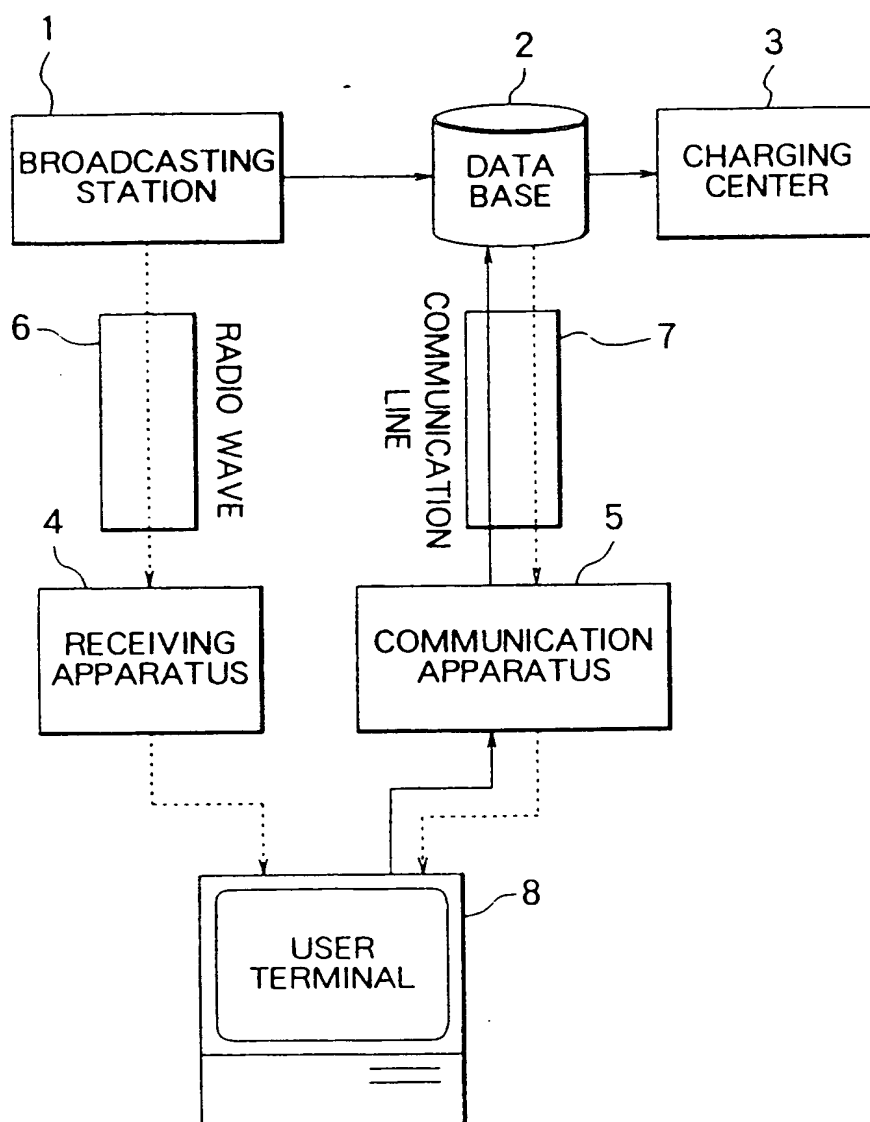 1
2
3
BROADCASTING
STATION
DATA
BASE
CHARGING
CENTER
6
RADIO WAVE
COMMUNICATION
LINE
7
4
5
RECEIVING
APPARATUS
COMMUNICATION
APPARATUS
8
USER
TERMINAL